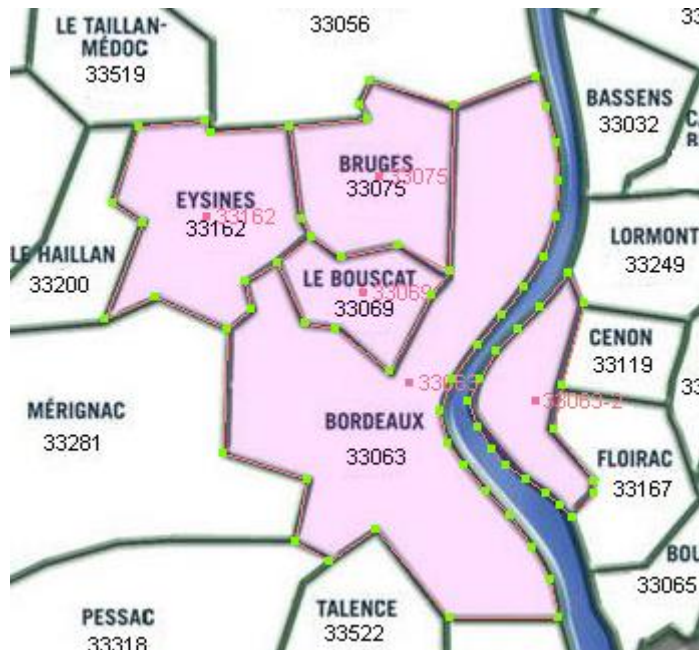 LE TAILLAN-
MÉDOC
33519
33056
BASSENS
33032
BRUGES
33075
33075
EYSINES
33162
33162
LE HAILLAN
33200
LORMONT
33249
LE BOUSCAT
33069
33069
CENON
33119
33063
33063-2
MÉRIGNAC
33281
BORDEAUX
33063
FLOIRAC
33167
BOU
33065
PESSAC
33318
TALENCE
33522